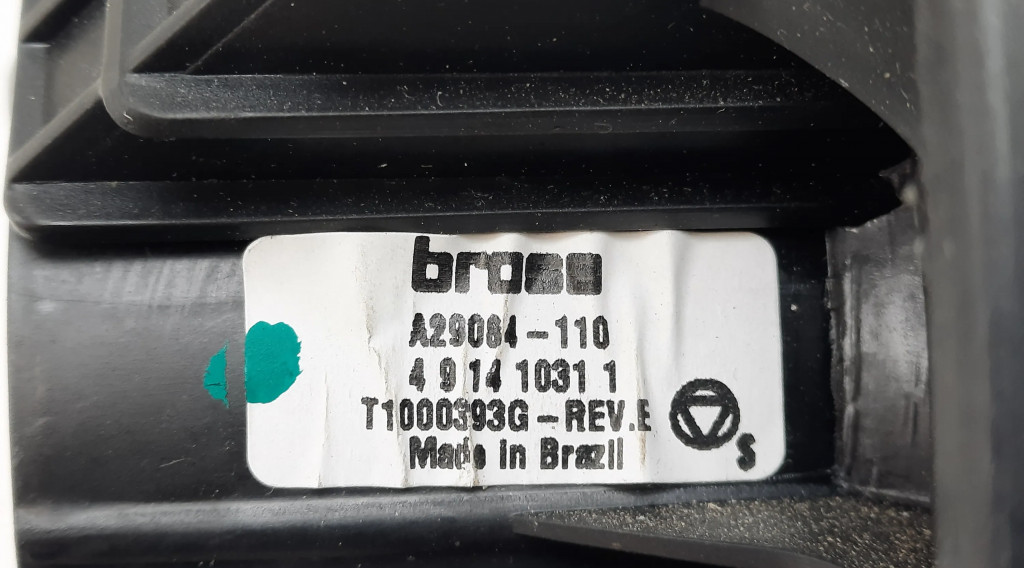 brose
A29084-110
4 9 14 1031 1
T1000393G-REV.E
Made in Brazil
S